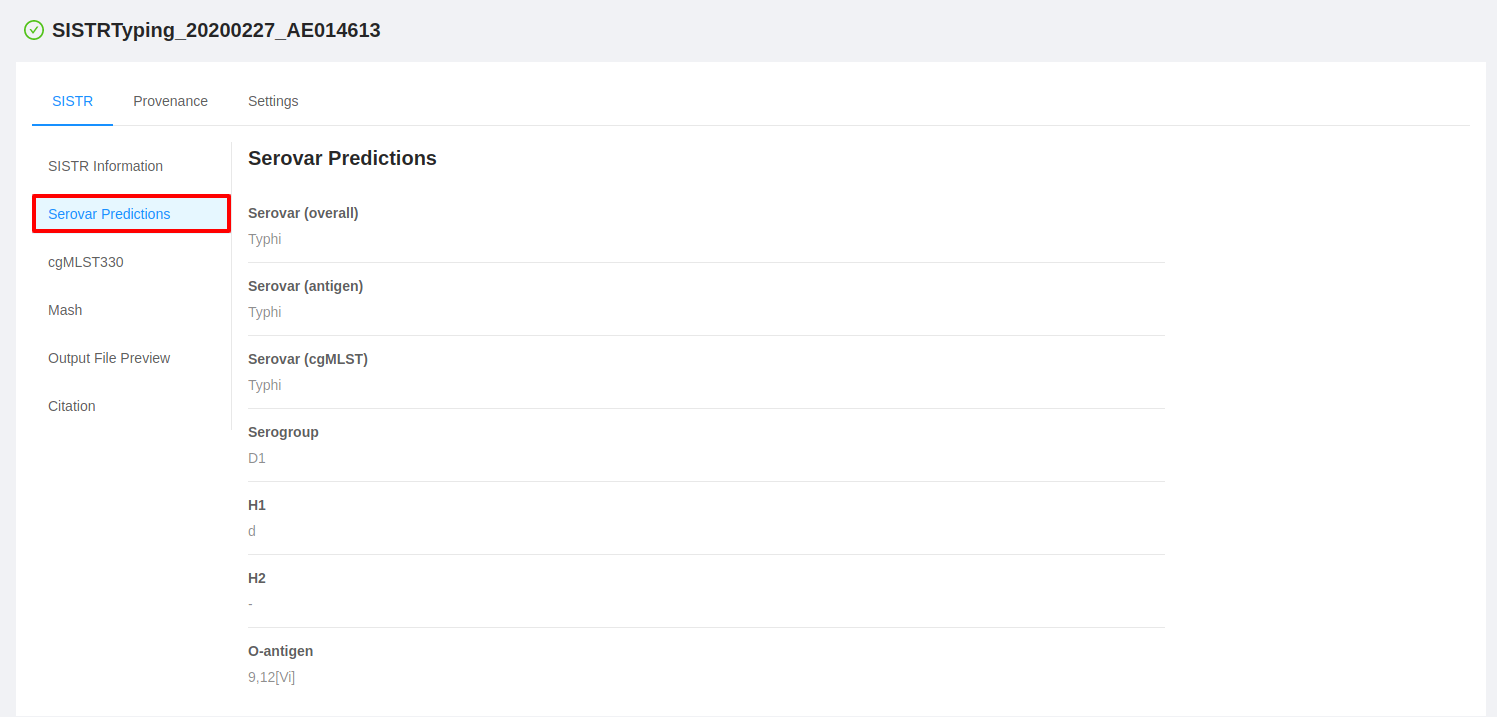 SISTRTyping_20200227_AE014613
SISTR Provenance Settings
SISTR Information
Serovar Predictions
cgMLST330
Mash
Output File Preview
Citation
Serovar Predictions
Serovar (overall)
Typhi
Serovar (antigen)
Typhi
Serovar (cgMLST)
Typhi
Serogroup
D1
H1
d
H2
-
O-antigen
9,12[Vi]